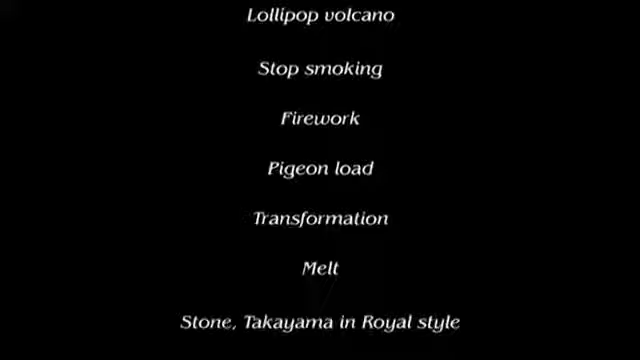 Lollipop volcano
Stop smoking
Firework
Pigeon load
Transformation
Melt
Stone, Takayama in Royal style